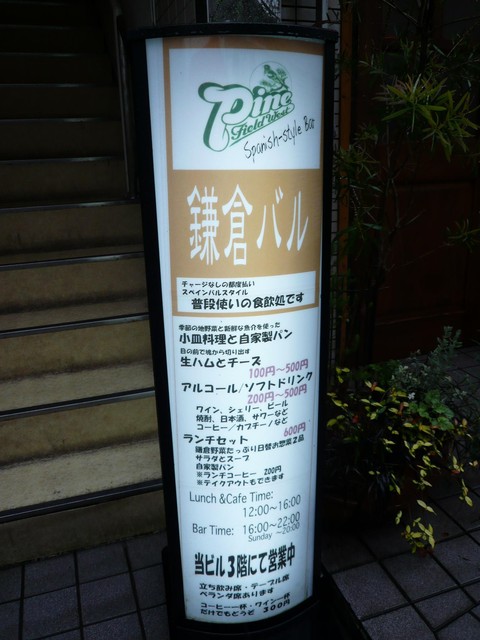 Pine
Field West
Spanish-style Bar
鎌倉バル
チャージなしの都度払い
スペインバルスタイル
普段使いの食飲処です
季節の地野菜と新鮮な魚介を使った
小皿料理と自家製パン
目の前で塊から切り出す
生ハムとチーズ
100円〜500円
アルコール/ソフトドリンク
200円〜500円
ワイン、シェリー、ビール
焼酎、日本酒、サワーなど
コーヒー/カプチーノなど
ランチセット 600円
鎌倉野菜たっぷり日替お惣菜2品
サラダとスープ
自家製パン
※ランチコーヒー 200円
※テイクアウトもできます
Lunch &Cafe Time:
12:00〜16:00
Bar Time: 16:00〜22:00
Sunday 〜20:00
当ビル3階にて営業中
立ち飲み席・テーブル席
ベランダ席あります
コーヒー一杯・ワイン一杯
だけでもどうぞ 300円